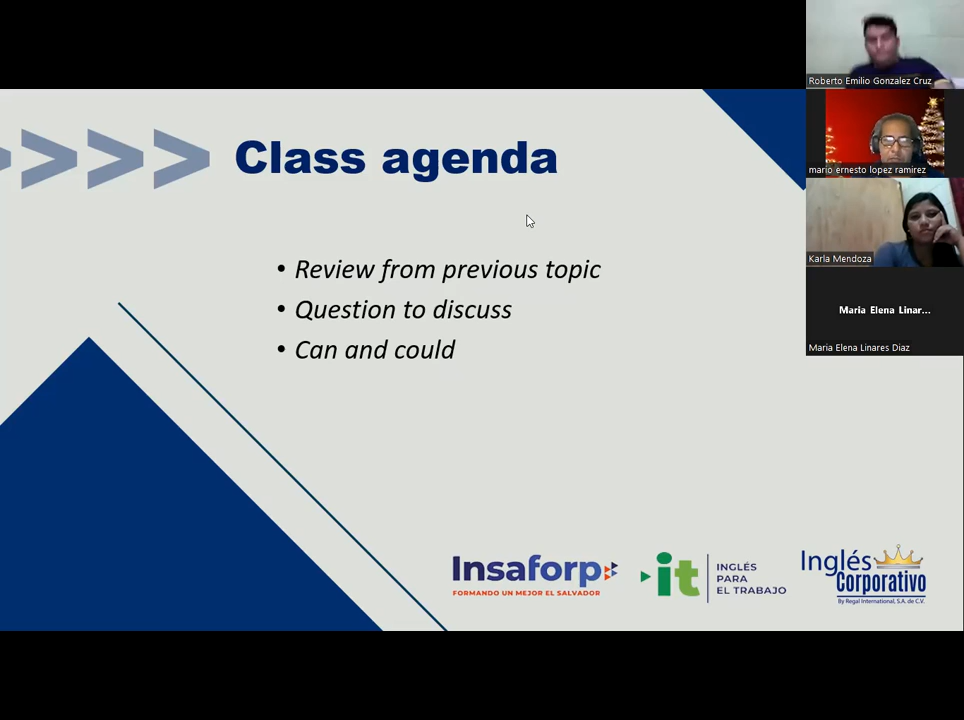 Class agenda
• Review from previous topic
• Question to discuss
• Can and could
Insaforp
FORMANDO UN MEJOR EL SALVADOR
it
INGLÉS
PARA
EL TRABAJO
Inglés
Corporativo
By Regal International, S.A. de C.V.
Roberto Emilio Gonzalez Cruz
mario ernesto lopez ramirez
Karla Mendoza
Maria Elena Linar...
Maria Elena Linares Diaz